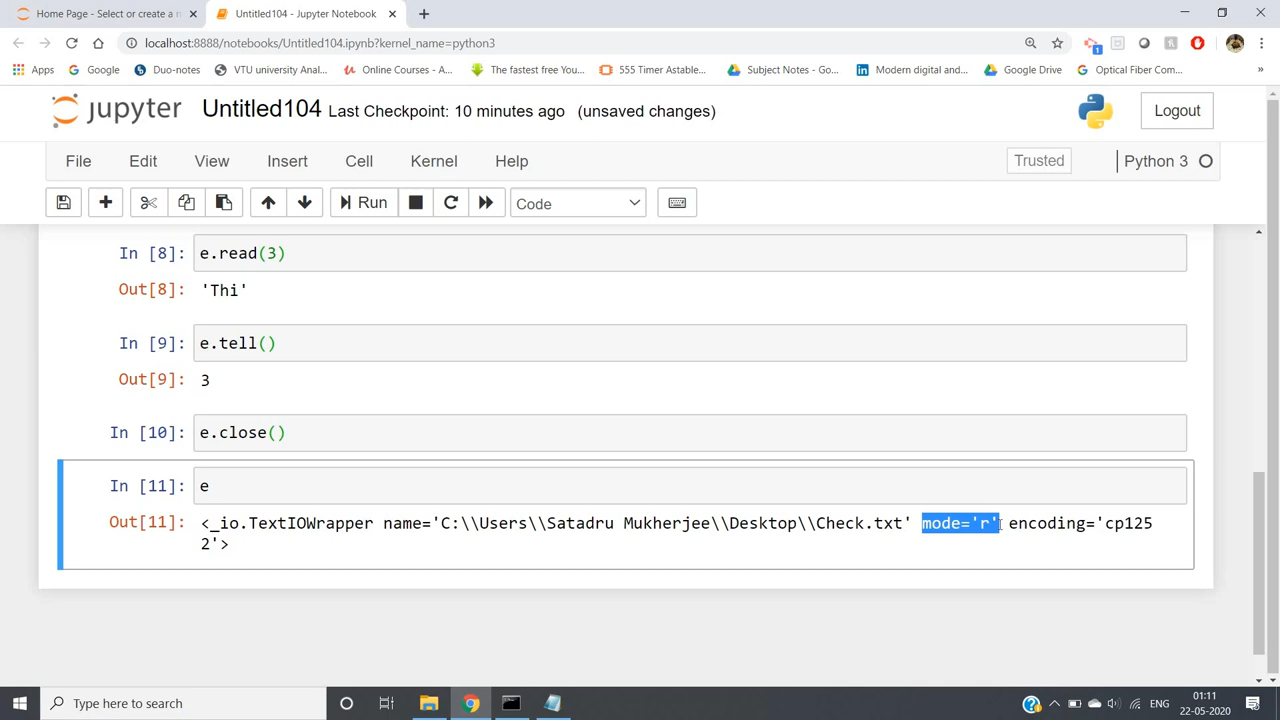 Home Page - Select or create a n
Untitled104 - Jupyter Notebook
localhost:8888/notebooks/Untitled104.ipynb?kernel_name=python3
1
Apps
Google
Duo-notes
VTU university Anal...
Online Courses - A...
The fastest free You...
555 Timer Astable...
Subject Notes - Go...
Modern digital and...
Google Drive
Optical Fiber Com...
»
jupyter Untitled104 Last Checkpoint: 10 minutes ago (unsaved changes)
Logout
File Edit View Insert Cell Kernel Help
Trusted
Python 3
Run
Code
In [8]: e.read(3)
Out[8]: 'Thi'
In [9]: e.tell()
Out[9]: 3
In [10]: e.close()
In [11]: e
Out[11]: <_io.TextIOWrapper name='C:\\Users\\Satadru Mukherjee\\Desktop\\Check.txt' mode='r' encoding='cp125
2'>
Type here to search
ENG
01:11
22-05-2020